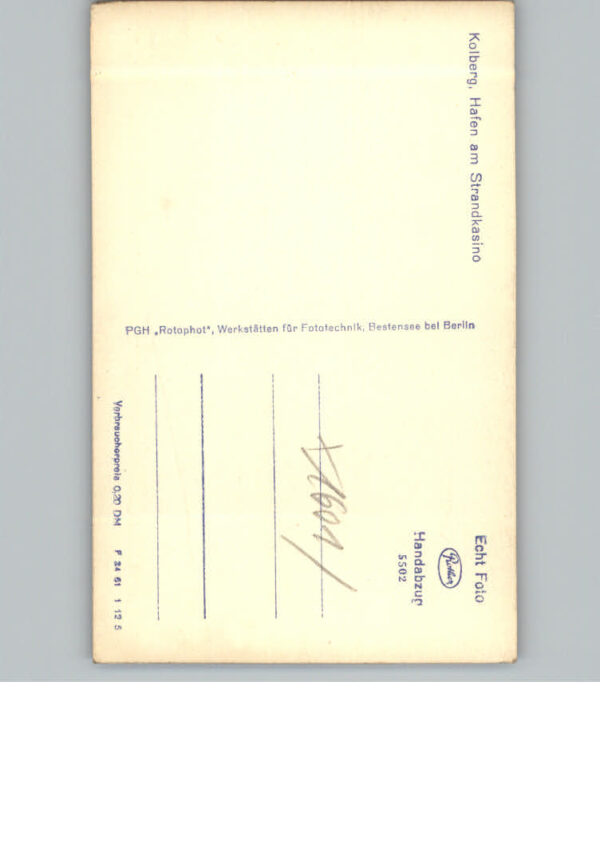 Kolberg, Hafen am Strandkasino
PGH „Rotophot“, Werkstätten für Fototechnik, Bestensee bei Berlin
Echt Foto
Handabzug
5502
Verbraucherpreis 0,20 DM F 34 61 1 12 5